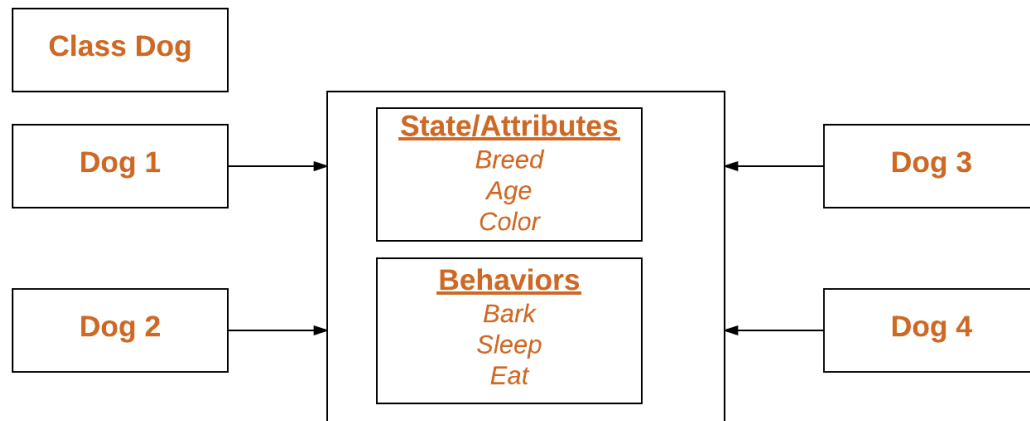 Class Dog
Dog 1
Dog 2
State/Attributes
Breed
Age
Color
Behaviors
Bark
Sleep
Eat
Dog 3
Dog 4